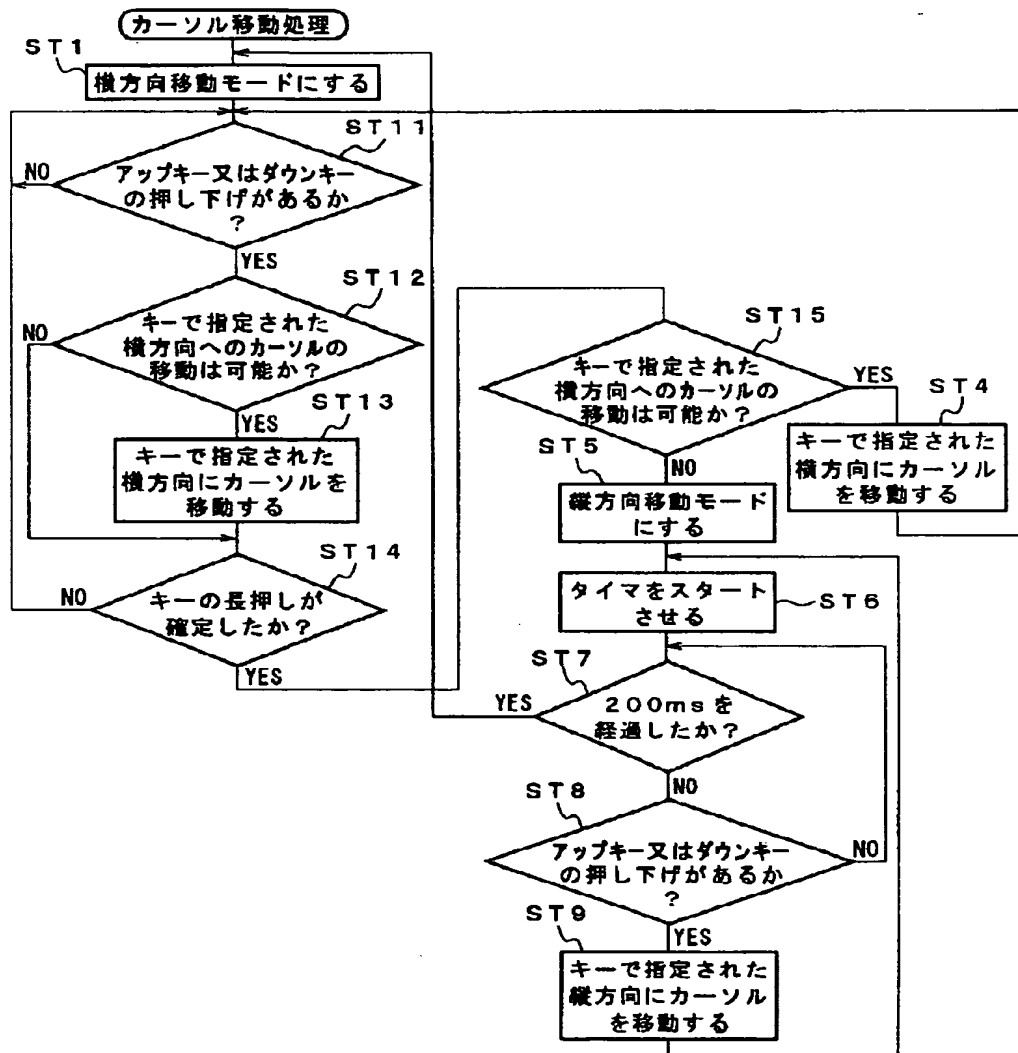 カーソル移動処理
ST1
横方向移動モードにする
ST11
アップキー又はダウンキー
の押し下げがあるか
?
NO
YES
ST12
キーで指定された
横方向へのカーソルの
移動は可能か?
NO
YES
ST13
キーで指定された
横方向にカーソルを
移動する
ST14
キーの長押しが
確定したか?
NO
YES
ST15
キーで指定された
横方向へのカーソルの
移動は可能か?
YES
NO
ST4
キーで指定された
横方向にカーソル
を移動する
ST5
縦方向移動モード
にする
タイマをスタート
させる
ST6
ST7
200msを
経過したか?
YES
NO
ST8
アップキー又はダウンキー
の押し下げがあるか
?
NO
YES
ST9
キーで指定された
縦方向にカーソル
を移動する